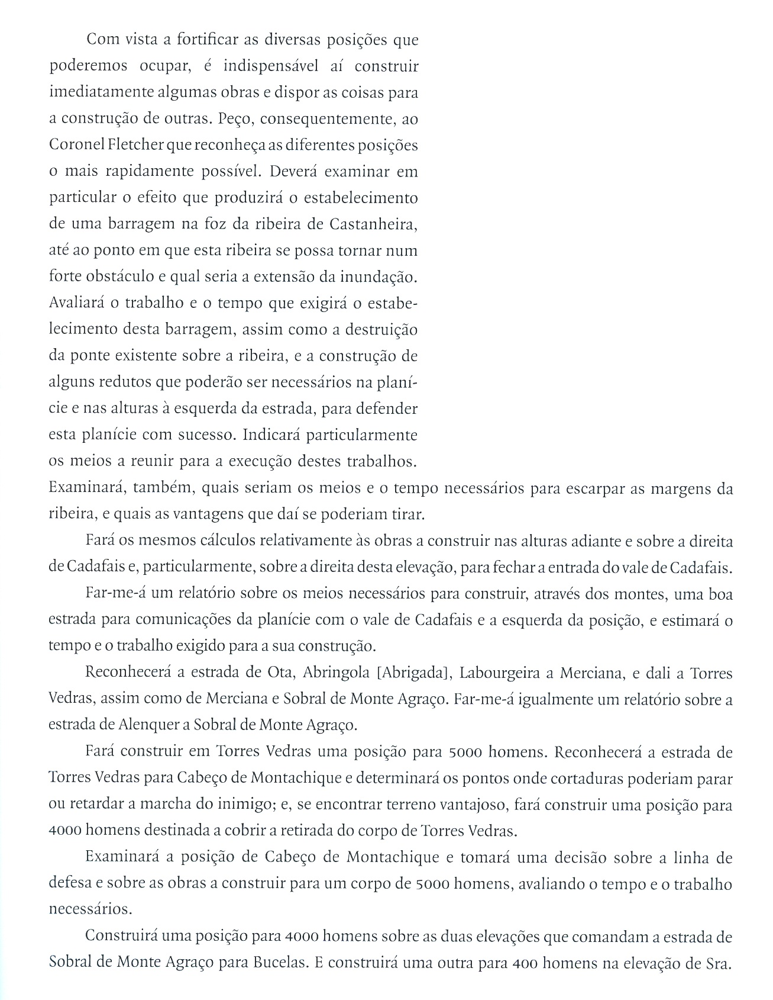 Com vista a fortificar as diversas posições que
poderemos ocupar, é indispensável aí construir
imediatamente algumas obras e dispor as coisas para
a construção de outras. Peço, consequentemente, ao
Coronel Fletcher que reconheça as diferentes posições
o mais rapidamente possível. Deverá examinar em
particular o efeito que produzirá o estabelecimento
de uma barragem na foz da ribeira de Castanheira,
até ao ponto em que esta ribeira se possa tornar num
forte obstáculo e qual seria a extensão da inundação.
Avaliará o trabalho e o tempo que exigirá o estabe-
lecimento desta barragem, assim como a destruição
da ponte existente sobre a ribeira, e a construção de
alguns redutos que poderão ser necessários na planí-
cie e nas alturas à esquerda da estrada, para defender
esta planície com sucesso. Indicará particularmente
os meios a reunir para a execução destes trabalhos.
Examinará, também, quais seriam os meios e o tempo necessários para escarpar as margens da
ribeira, e quais as vantagens que daí se poderiam tirar.
Fará os mesmos cálculos relativamente às obras a construir nas alturas adiante e sobre a direita
de Cadafais e, particularmente, sobre a direita desta elevação, para fechar a entrada do vale de Cadafais.
Far-me-á um relatório sobre os meios necessários para construir, através dos montes, uma boa
estrada para comunicações da planície com o vale de Cadafais e a esquerda da posição, e estimará o
tempo e o trabalho exigido para a sua construção.
Reconhecerá a estrada de Ota, Abringola [Abrigada], Labourgeira a Merciana, e dali a Torres
Vedras, assim como de Merciana e Sobral de Monte Agraço. Far-me-á igualmente um relatório sobre a
estrada de Alenquer a Sobral de Monte Agraço.
Fará construir em Torres Vedras uma posição para 5000 homens. Reconhecerá a estrada de
Torres Vedras para Cabeço de Montachique e determinará os pontos onde cortaduras poderiam parar
ou retardar a marcha do inimigo; e, se encontrar terreno vantajoso, fará construir uma posição para
4000 homens destinada a cobrir a retirada do corpo de Torres Vedras.
Examinará a posição de Cabeço de Montachique e tomará uma decisão sobre a linha de
defesa e sobre as obras a construir para um corpo de 5000 homens, avaliando o tempo e o trabalho
necessários.
Construirá uma posição para 4000 homens sobre as duas elevações que comandam a estrada de
Sobral de Monte Agraço para Bucelas. E construirá uma outra para 400 homens na elevação de Sra.